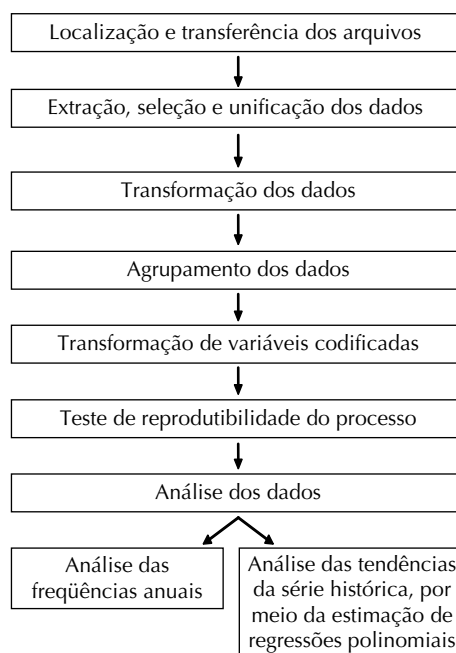 Localização e transferência dos arquivos
Extração, seleção e unificação dos dados
Transformação dos dados
Agrupamento dos dados
Transformação de variáveis codificadas
Teste de reprodutibilidade do processo
Análise dos dados
Análise das
freqüências anuais
Análise das tendências
da série histórica, por
meio da estimação de
regressões polinomiais